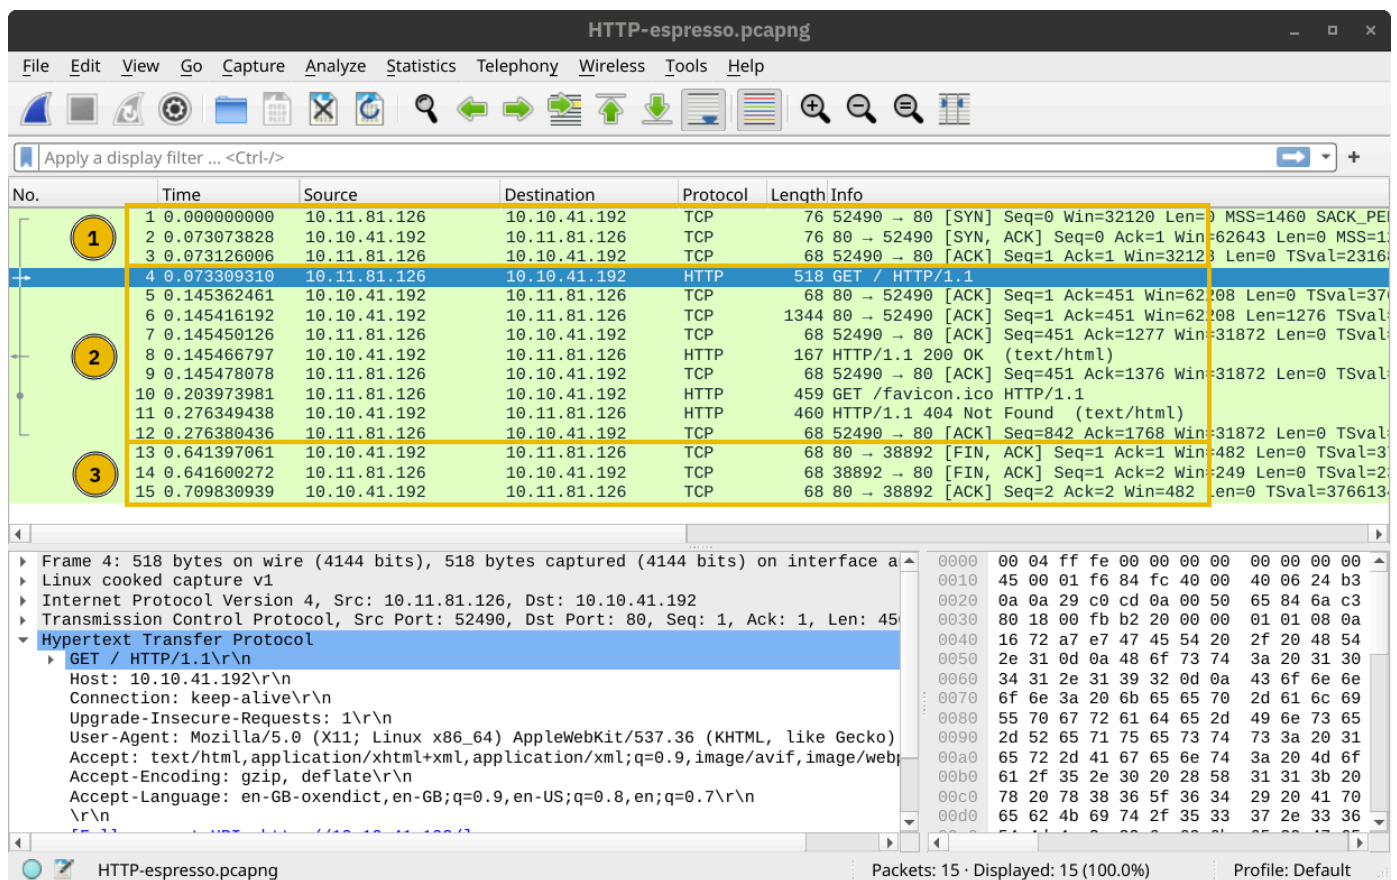 HTTP-espresso.pcapng
File Edit View Go Capture Analyze Statistics Telephony Wireless Tools Help
Apply a display filter ... <Ctrl-/>
No. Time Source Destination Protocol Length Info
1 0.000000000 10.11.81.126 10.10.41.192 TCP 76 52490 → 80 [SYN] Seq=0 Win=32120 Len=0 MSS=1460 SACK_PE
1
2 0.073073828 10.10.41.192 10.11.81.126 TCP 76 80 → 52490 [SYN, ACK] Seq=0 Ack=1 Win=62643 Len=0 MSS=1
3 0.073126006 10.11.81.126 10.10.41.192 TCP 68 52490 → 80 [ACK] Seq=1 Ack=1 Win=32128 Len=0 TSval=2316
4 0.073309310 10.11.81.126 10.10.41.192 HTTP 518 GET / HTTP/1.1
5 0.145362461 10.10.41.192 10.11.81.126 TCP 68 80 → 52490 [ACK] Seq=1 Ack=451 Win=62208 Len=0 TSval=37
6 0.145416192 10.10.41.192 10.11.81.126 TCP 1344 80 → 52490 [ACK] Seq=1 Ack=451 Win=62208 Len=1276 TSva
7 0.145450126 10.11.81.126 10.10.41.192 TCP 68 52490 → 80 [ACK] Seq=451 Ack=1277 Win=31872 Len=0 TSval
2
8 0.145466797 10.10.41.192 10.11.81.126 HTTP 167 HTTP/1.1 200 OK (text/html)
9 0.145478078 10.11.81.126 10.10.41.192 TCP 68 52490 → 80 [ACK] Seq=451 Ack=1376 Win=31872 Len=0 TSval
10 0.203973981 10.11.81.126 10.10.41.192 HTTP 459 GET /favicon.ico HTTP/1.1
11 0.276349438 10.10.41.192 10.11.81.126 HTTP 460 HTTP/1.1 404 Not Found (text/html)
12 0.276380436 10.11.81.126 10.10.41.192 TCP 68 52490 → 80 [ACK] Seq=842 Ack=1768 Win=31872 Len=0 TSval
13 0.641397061 10.10.41.192 10.11.81.126 TCP 68 80 → 38892 [FIN, ACK] Seq=1 Ack=1 Win=482 Len=0 TSval=3
3
14 0.641600272 10.11.81.126 10.10.41.192 TCP 68 38892 → 80 [FIN, ACK] Seq=1 Ack=2 Win=249 Len=0 TSval=2
15 0.709830939 10.10.41.192 10.11.81.126 TCP 68 80 → 38892 [ACK] Seq=2 Ack=2 Win=482 Len=0 TSval=3766134
Frame 4: 518 bytes on wire (4144 bits), 518 bytes captured (4144 bits) on interface a
Linux cooked capture v1
Internet Protocol Version 4, Src: 10.11.81.126, Dst: 10.10.41.192
Transmission Control Protocol, Src Port: 52490, Dst Port: 80, Seq: 1, Ack: 1, Len: 45
Hypertext Transfer Protocol
GET / HTTP/1.1\r\n
Host: 10.10.41.192\r\n
Connection: keep-alive\r\n
Upgrade-Insecure-Requests: 1\r\n
User-Agent: Mozilla/5.0 (X11; Linux x86_64) AppleWebKit/537.36 (KHTML, like Gecko)
Accept: text/html,application/xhtml+xml,application/xml;q=0.9,image/avif,image/web
Accept-Encoding: gzip, deflate\r\n
Accept-Language: en-GB-oxendict,en-GB;q=0.9,en-US;q=0.8,en;q=0.7\r\n
\r\n
0000 00 04 ff fe 00 00 00 00 00 00 00 00
0010 45 00 01 f6 84 fc 40 00 40 06 24 b3
0020 0a 0a 29 c0 cd 0a 00 50 65 84 6a c3
0030 80 18 00 fb b2 20 00 00 01 01 08 0a
0040 16 72 a7 e7 47 45 54 20 2f 20 48 54
0050 2e 31 0d 0a 48 6f 73 74 3a 20 31 30
0060 34 31 2e 31 39 32 0d 0a 43 6f 6e 6e
0070 6f 6e 3a 20 6b 65 65 70 2d 61 6c 69
0080 55 70 67 72 61 64 65 2d 49 6e 73 65
0090 2d 52 65 71 75 65 73 74 73 3a 20 31
00a0 65 72 2d 41 67 65 6e 74 3a 20 4d 6f
00b0 61 2f 35 2e 30 20 28 58 31 31 3b 20
00c0 78 20 78 38 36 5f 36 34 29 20 41 70
00d0 65 62 4b 69 74 2f 35 33 37 2e 33 36
HTTP-espresso.pcapng
Packets: 15 · Displayed: 15 (100.0%)
Profile: Default